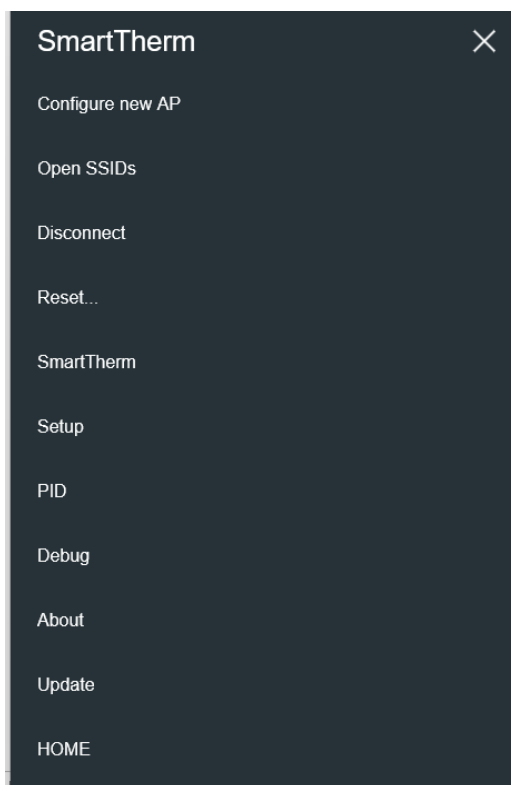 SmartTherm
Configure new AP
Open SSIDs
Disconnect
Reset...
SmartTherm
Setup
PID
Debug
About
Update
HOME